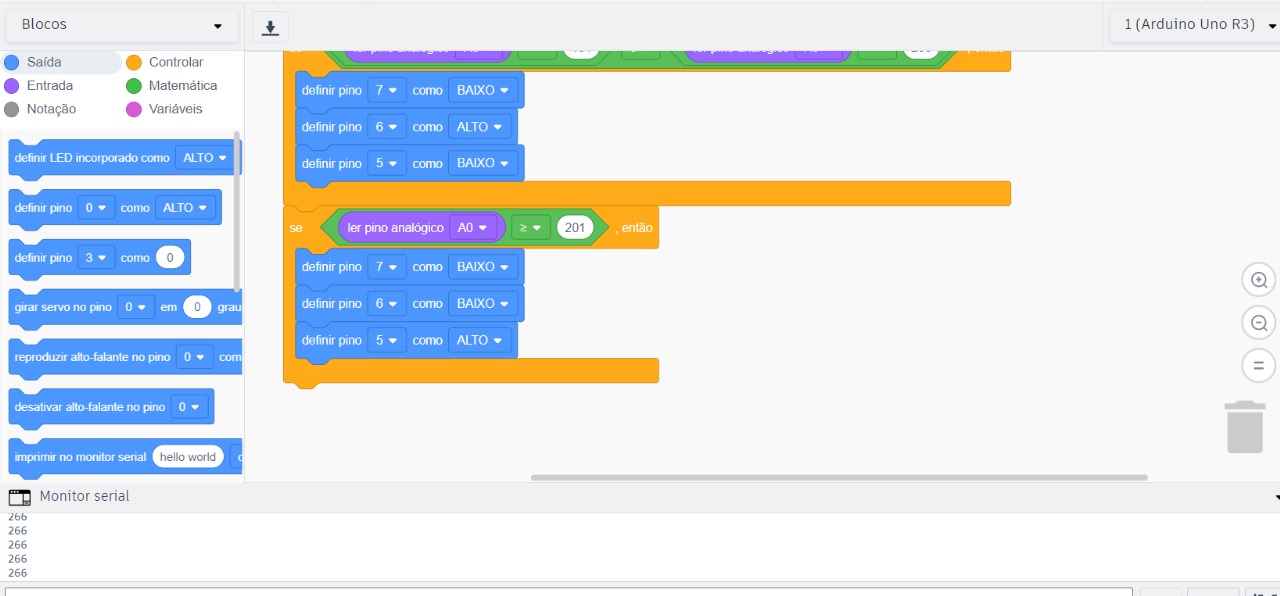 Blocos
1 (Arduino Uno R3)
Saída
Controlar
Entrada
Matemática
Notação
Variáveis
definir LED incorporado como ALTO
definir pino 0 como ALTO
definir pino 3 como 0
girar servo no pino 0 em 0 grau
reproduzir alto-falante no pino 0 com
desativar alto-falante no pino 0
imprimir no monitor serial hello world
definir pino 7 como BAIXO
definir pino 6 como ALTO
definir pino 5 como BAIXO
se ler pino analógico A0 ≥ 201 , então
definir pino 7 como BAIXO
definir pino 6 como BAIXO
definir pino 5 como ALTO
Monitor serial
266
266
266
266
266